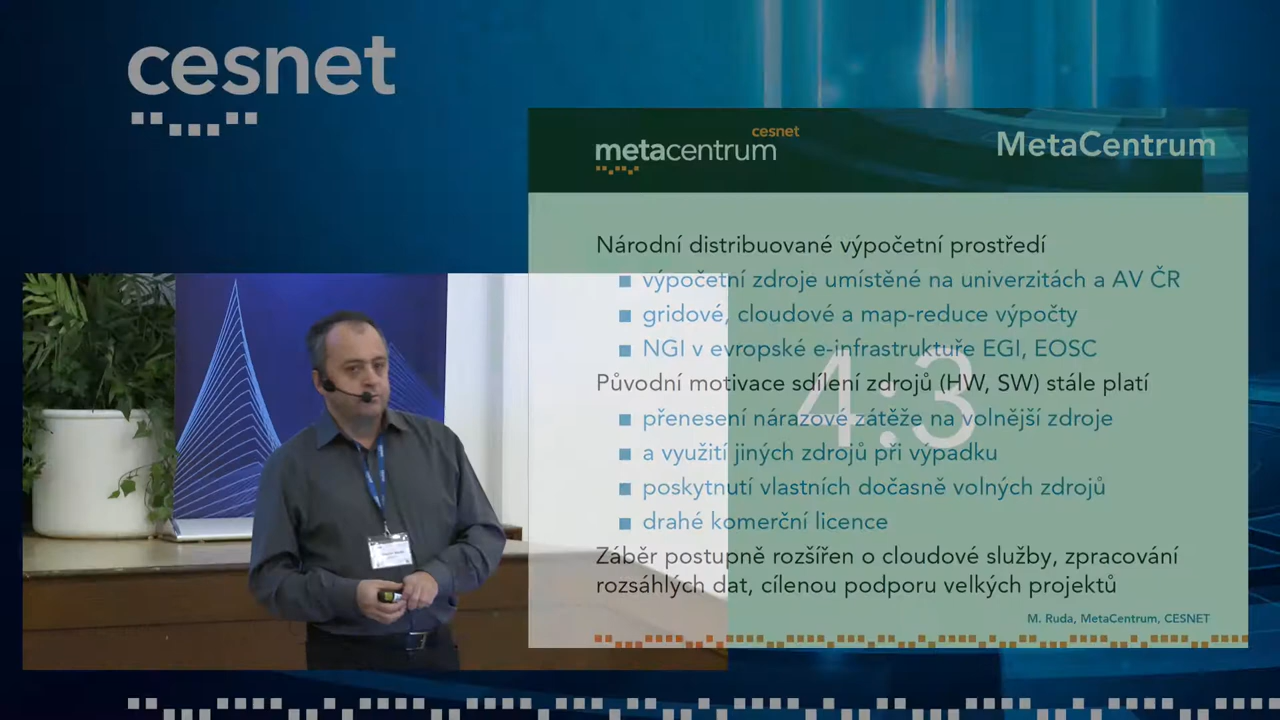 cesnet
cesnet
metacentrum
MetaCentrum
Národní distribuované výpočetní prostředí
výpočetní zdroje umístěné na univerzitách a AV ČR
gridové, cloudové a map-reduce výpočty
NGI v evropské e-infrastruktuře EGI, EOSC
Původní motivace sdílení zdrojů (HW, SW) stále platí
4:3
přenesení nárazové zátěže na volnější zdroje
a využití jiných zdrojů při výpadku
poskytnutí vlastních dočasně volných zdrojů
drahé komerční licence
Záběr postupně rozšířen o cloudové služby, zpracování
rozsáhlých dat, cílenou podporu velkých projektů
M. Ruda, MetaCentrum, CESNET